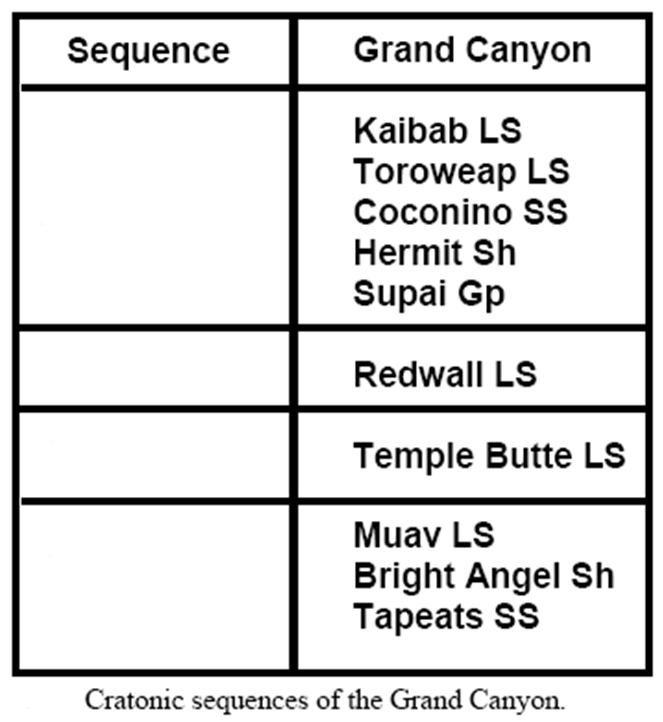 Sequence Grand Canyon
Kaibab LS
Toroweap LS
Coconino SS
Hermit Sh
Supai Gp
Redwall LS
Temple Butte LS
Muav LS
Bright Angel Sh
Tapeats SS
Cratonic sequences of the Grand Canyon.